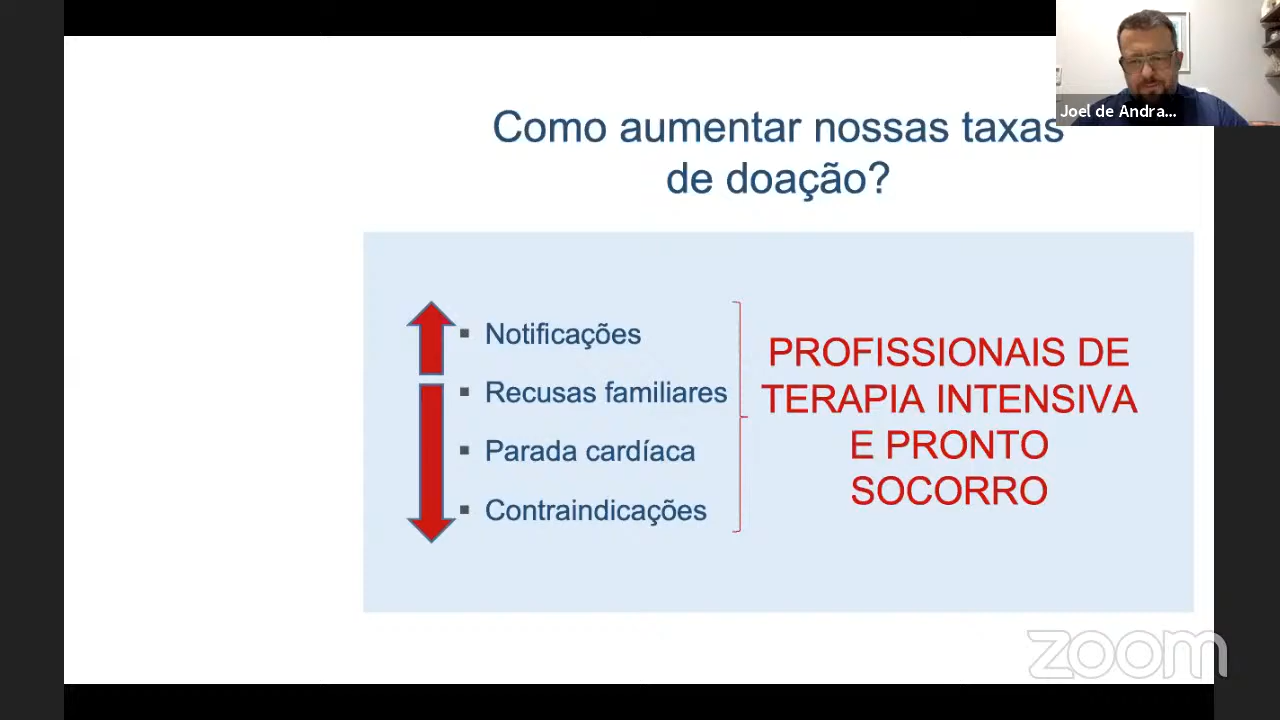 Como aumentar nossas taxas
de doação?
Joel de Andra...
Notificações
Recusas familiares
Parada cardíaca
Contraindicações
PROFISSIONAIS DE
TERAPIA INTENSIVA
E PRONTO
SOCORRO
zoom